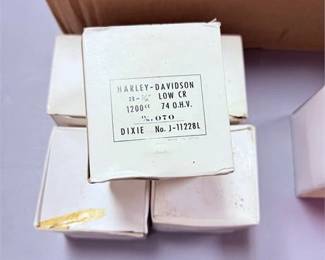 HARLEY-DAVIDSON
LOW CR
1200cc 74 O.H.V.
O/S .070
DIXIE No. J-11228L